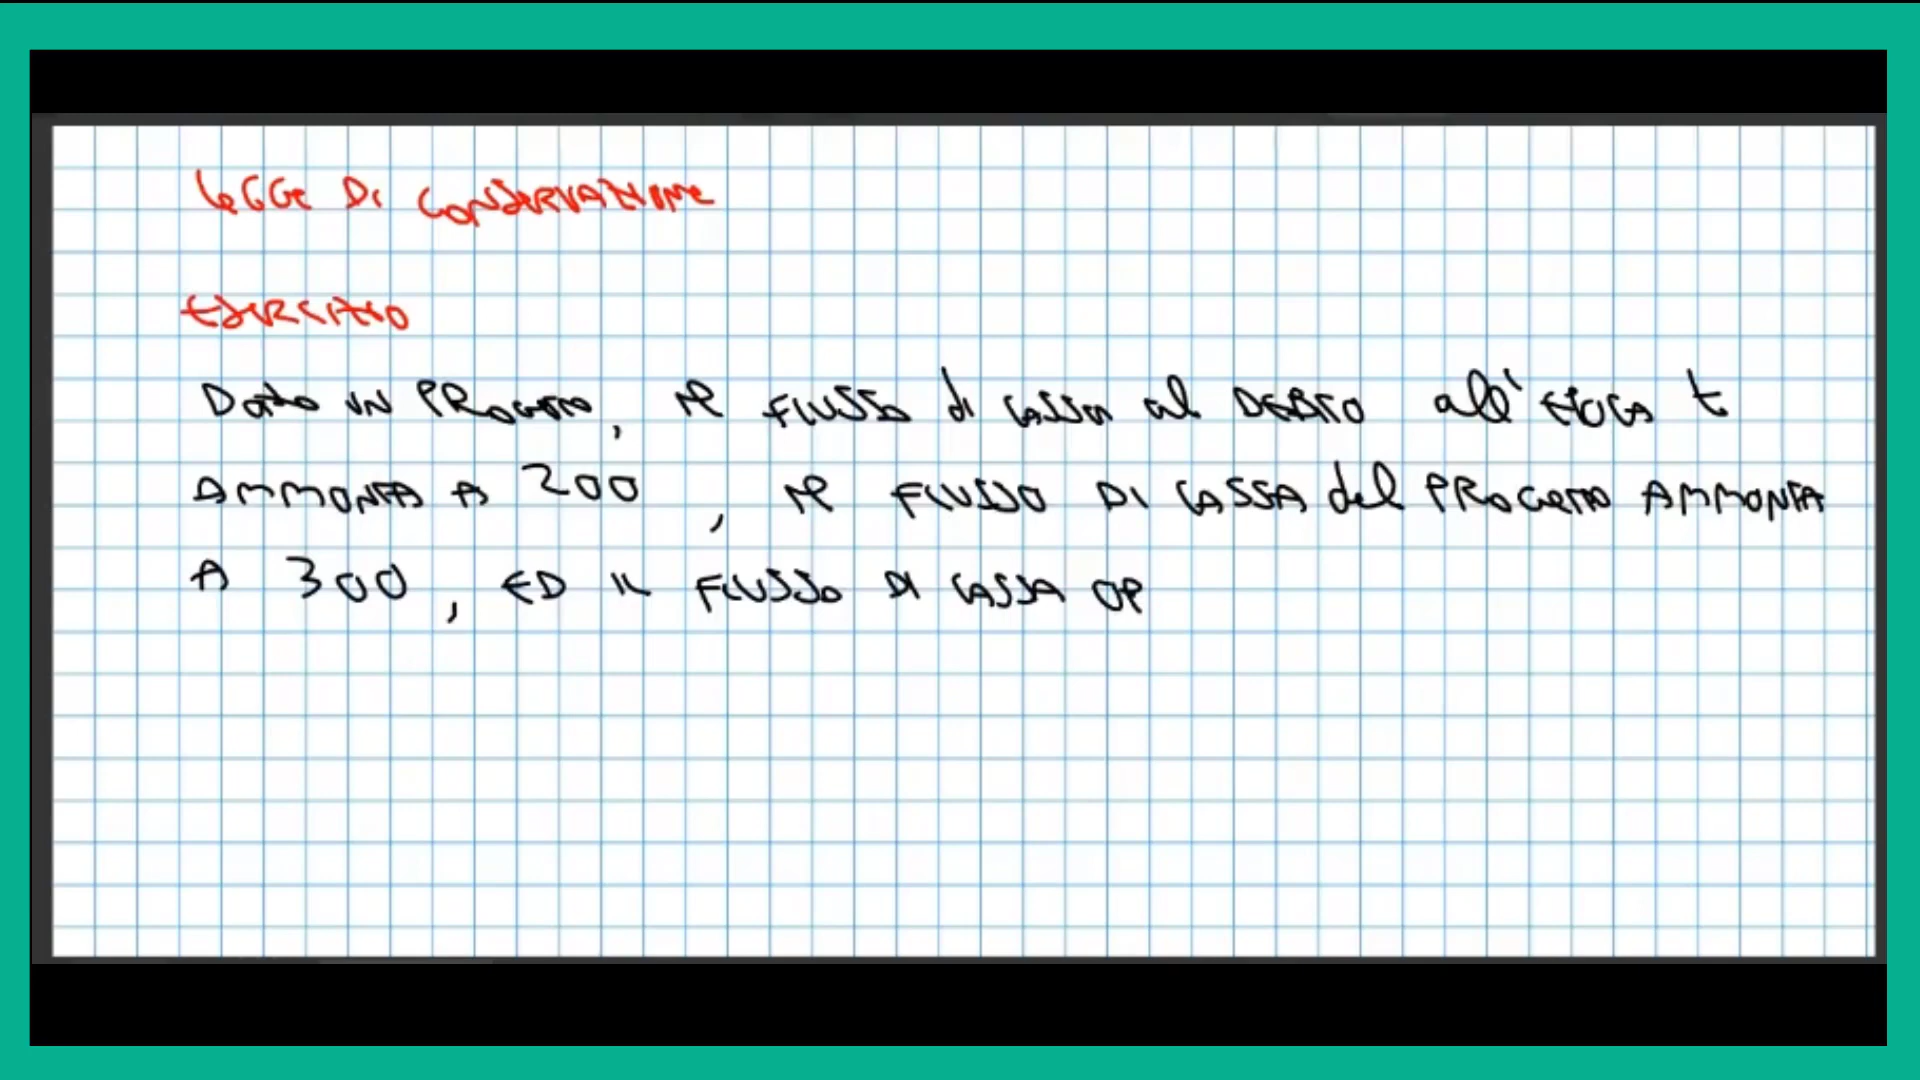 LEGGE DI CONSERVAZIONE
ESERCIZIO
Dato UN PROGETTO, il FLUSSO di CASSA al DEBITO all'EPOCA t
AMMONTA A 200, il FLUSSO DI CASSA del PROGETTO AMMONTA
A 300, ED IL FLUSSO DI CASSA OP